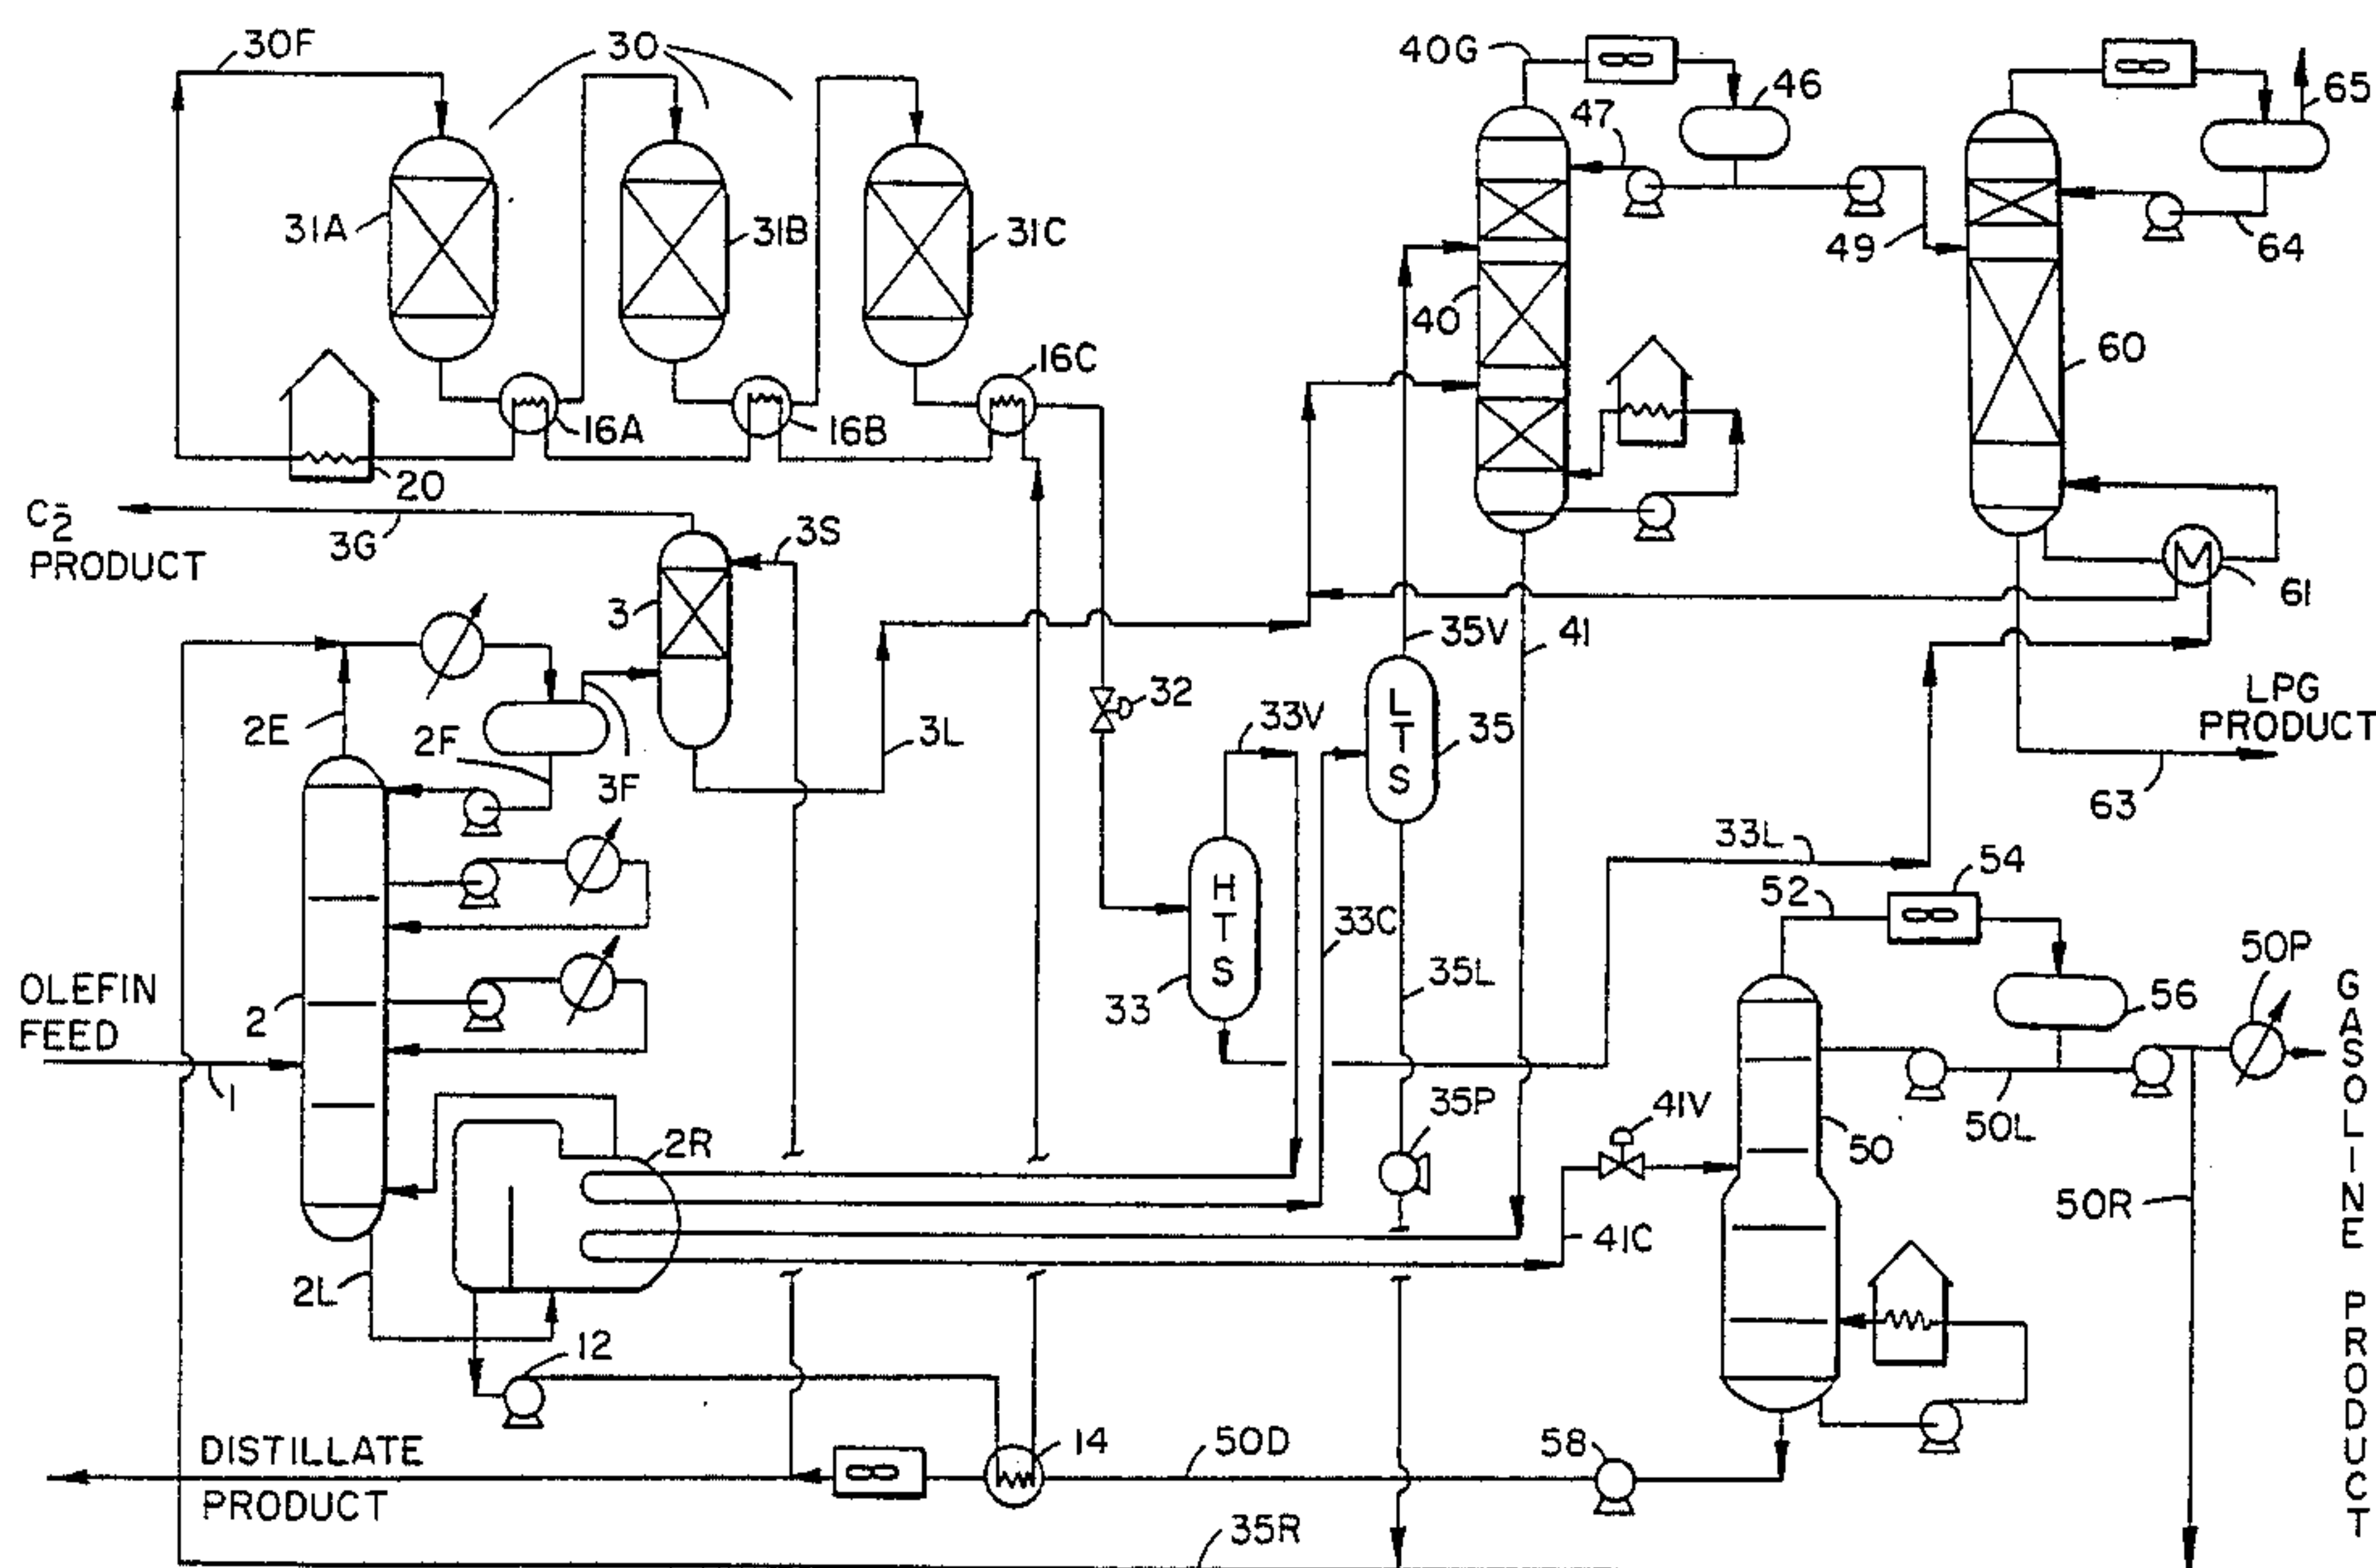 30F
30
40G
46
65
47
31A
31B
31C
49
64
40
60
16C
16A
16B
20
C2̄
PRODUCT
3G
3S
3
61
35V
41
2E
2F
3F
3L
32
33V
L
T
S
35
LPG
PRODUCT
63
33L
54
52
H
T
S
33
33C
35L
50P
56
OLEFIN
FEED
2
1
2R
35P
41V
50L
50
50R
GASOLINE PRODUCT
2L
41C
12
DISTILLATE
PRODUCT
14
50D
58
35R